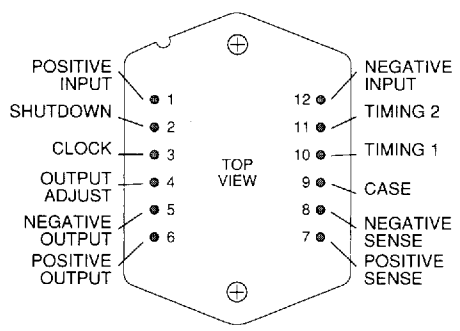 POSITIVE
INPUT
1
SHUTDOWN
2
CLOCK
3
OUTPUT
ADJUST
4
NEGATIVE
OUTPUT
5
POSITIVE
OUTPUT
6
TOP
VIEW
12
NEGATIVE
INPUT
11
TIMING 2
10
TIMING 1
9
CASE
8
NEGATIVE
SENSE
7
POSITIVE
SENSE